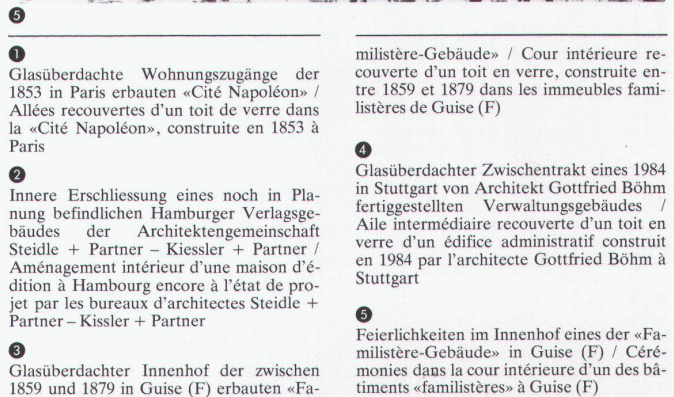 5
1
Glasüberdachte Wohnungszugänge der
1853 in Paris erbauten «Cité Napoléon» /
Allées recouvertes d'un toit de verre dans
la «Cité Napoléon», construite en 1853 à
Paris
2
Innere Erschliessung eines noch in Pla-
nung befindlichen Hamburger Verlagsge-
bäudes der Architektengemeinschaft
Steidle + Partner – Kiessler + Partner /
Aménagement intérieur d'une maison d'é-
dition à Hambourg encore à l'état de pro-
jet par les bureaux d'architectes Steidle +
Partner – Kissler + Partner
3
Glasüberdachter Innenhof der zwischen
1859 und 1879 in Guise (F) erbauten «Fa-
milistère-Gebäude» / Cour intérieure re-
couverte d'un toit en verre, construite en-
tre 1859 et 1879 dans les immeubles fami-
listères de Guise (F)
4
Glasüberdachter Zwischentrakt eines 1984
in Stuttgart von Architekt Gottfried Böhm
fertiggestellten Verwaltungsgebäudes /
Aile intermédiaire recouverte d'un toit en
verre d'un édifice administratif construit
en 1984 par l'architecte Gottfried Böhm à
Stuttgart
5
Feierlichkeiten im Innenhof eines der «Fa-
milistère-Gebäude» in Guise (F) / Céré-
monies dans la cour intérieure d'un des bâ-
timents «familistères» à Guise (F)